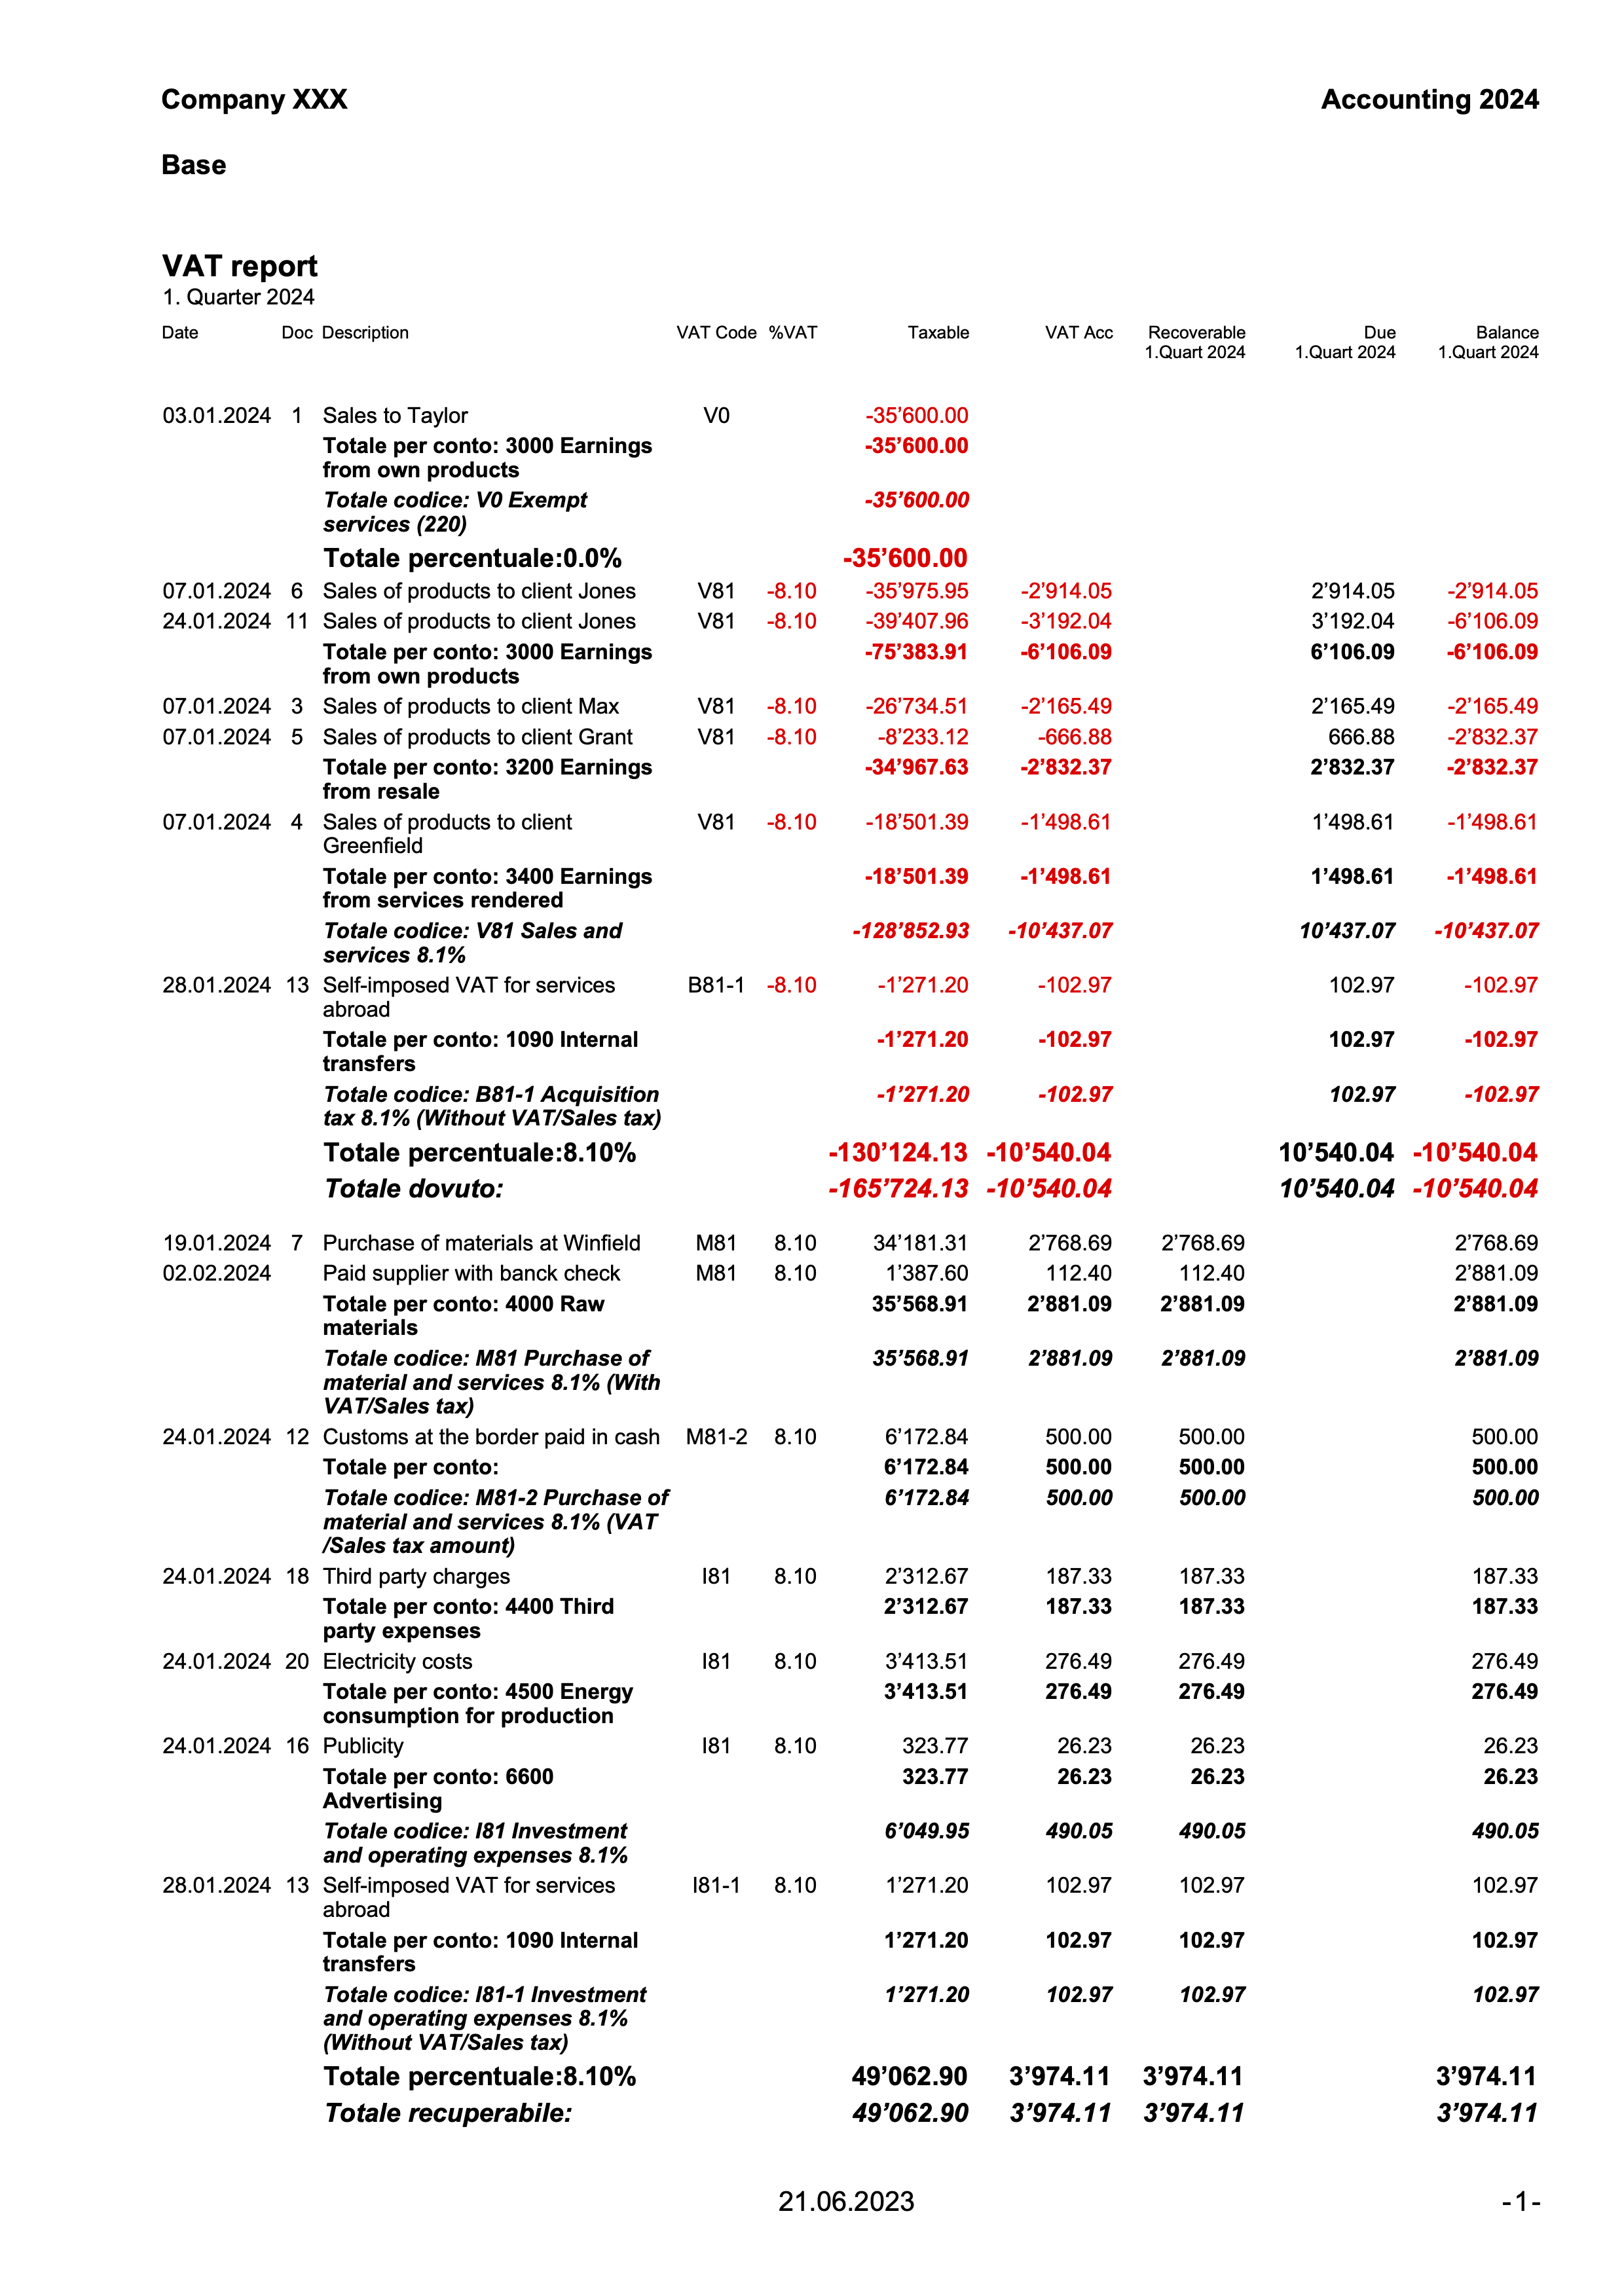 Company XXX Accounting 2024
Base
VAT report
1. Quarter 2024
Date Doc Description VAT Code %VAT Taxable VAT Acc Recoverable Due Balance
1.Quart 2024 1.Quart 2024 1.Quart 2024
03.01.2024 1 Sales to Taylor V0 -35’600.00
Totale per conto: 3000 Earnings -35’600.00
from own products
Totale codice: V0 Exempt -35’600.00
services (220)
Totale percentuale:0.0% -35’600.00
07.01.2024 6 Sales of products to client Jones V81 -8.10 -35’975.95 -2’914.05 2’914.05 -2’914.05
24.01.2024 11 Sales of products to client Jones V81 -8.10 -39’407.96 -3’192.04 3’192.04 -6’106.09
Totale per conto: 3000 Earnings -75’383.91 -6’106.09 6’106.09 -6’106.09
from own products
07.01.2024 3 Sales of products to client Max V81 -8.10 -26’734.51 -2’165.49 2’165.49 -2’165.49
07.01.2024 5 Sales of products to client Grant V81 -8.10 -8’233.12 -666.88 666.88 -2’832.37
Totale per conto: 3200 Earnings -34’967.63 -2’832.37 2’832.37 -2’832.37
from resale
07.01.2024 4 Sales of products to client V81 -8.10 -18’501.39 -1’498.61 1’498.61 -1’498.61
Greenfield
Totale per conto: 3400 Earnings -18’501.39 -1’498.61 1’498.61 -1’498.61
from services rendered
Totale codice: V81 Sales and -128’852.93 -10’437.07 10’437.07 -10’437.07
services 8.1%
28.01.2024 13 Self-imposed VAT for services B81-1 -8.10 -1’271.20 -102.97 102.97 -102.97
abroad
Totale per conto: 1090 Internal -1’271.20 -102.97 102.97 -102.97
transfers
Totale codice: B81-1 Acquisition -1’271.20 -102.97 102.97 -102.97
tax 8.1% (Without VAT/Sales tax)
Totale percentuale:8.10% -130’124.13 -10’540.04 10’540.04 -10’540.04
Totale dovuto: -165’724.13 -10’540.04 10’540.04 -10’540.04
19.01.2024 7 Purchase of materials at Winfield M81 8.10 34’181.31 2’768.69 2’768.69 2’768.69
02.02.2024 Paid supplier with banck check M81 8.10 1’387.60 112.40 112.40 2’881.09
Totale per conto: 4000 Raw 35’568.91 2’881.09 2’881.09 2’881.09
materials
Totale codice: M81 Purchase of 35’568.91 2’881.09 2’881.09 2’881.09
material and services 8.1% (With
VAT/Sales tax)
24.01.2024 12 Customs at the border paid in cash M81-2 8.10 6’172.84 500.00 500.00 500.00
Totale per conto: 6’172.84 500.00 500.00 500.00
Totale codice: M81-2 Purchase of 6’172.84 500.00 500.00 500.00
material and services 8.1% (VAT
/Sales tax amount)
24.01.2024 18 Third party charges I81 8.10 2’312.67 187.33 187.33 187.33
Totale per conto: 4400 Third 2’312.67 187.33 187.33 187.33
party expenses
24.01.2024 20 Electricity costs I81 8.10 3’413.51 276.49 276.49 276.49
Totale per conto: 4500 Energy 3’413.51 276.49 276.49 276.49
consumption for production
24.01.2024 16 Publicity I81 8.10 323.77 26.23 26.23 26.23
Totale per conto: 6600 323.77 26.23 26.23 26.23
Advertising
Totale codice: I81 Investment 6’049.95 490.05 490.05 490.05
and operating expenses 8.1%
28.01.2024 13 Self-imposed VAT for services I81-1 8.10 1’271.20 102.97 102.97 102.97
abroad
Totale per conto: 1090 Internal 1’271.20 102.97 102.97 102.97
transfers
Totale codice: I81-1 Investment 1’271.20 102.97 102.97 102.97
and operating expenses 8.1%
(Without VAT/Sales tax)
Totale percentuale:8.10% 49’062.90 3’974.11 3’974.11 3’974.11
Totale recuperabile: 49’062.90 3’974.11 3’974.11 3’974.11
21.06.2023 -1-